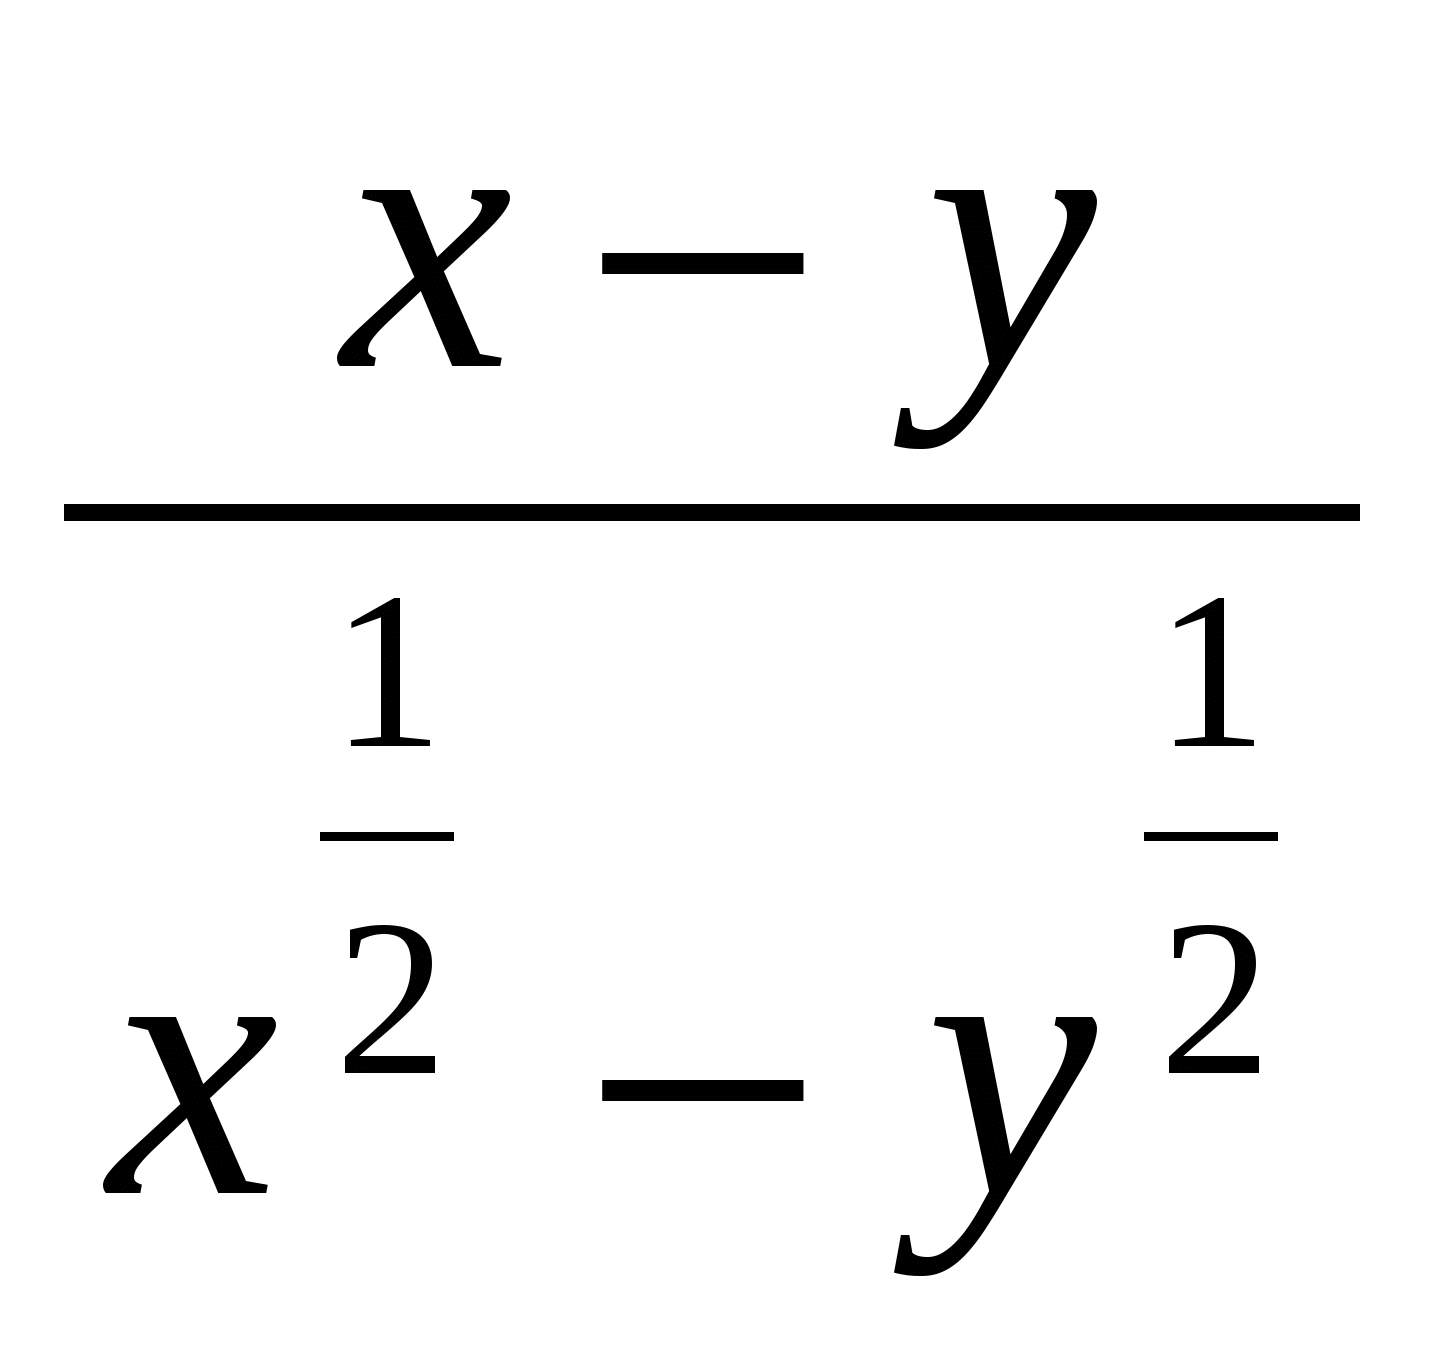 x − y
x^{1/2} − y^{1/2}